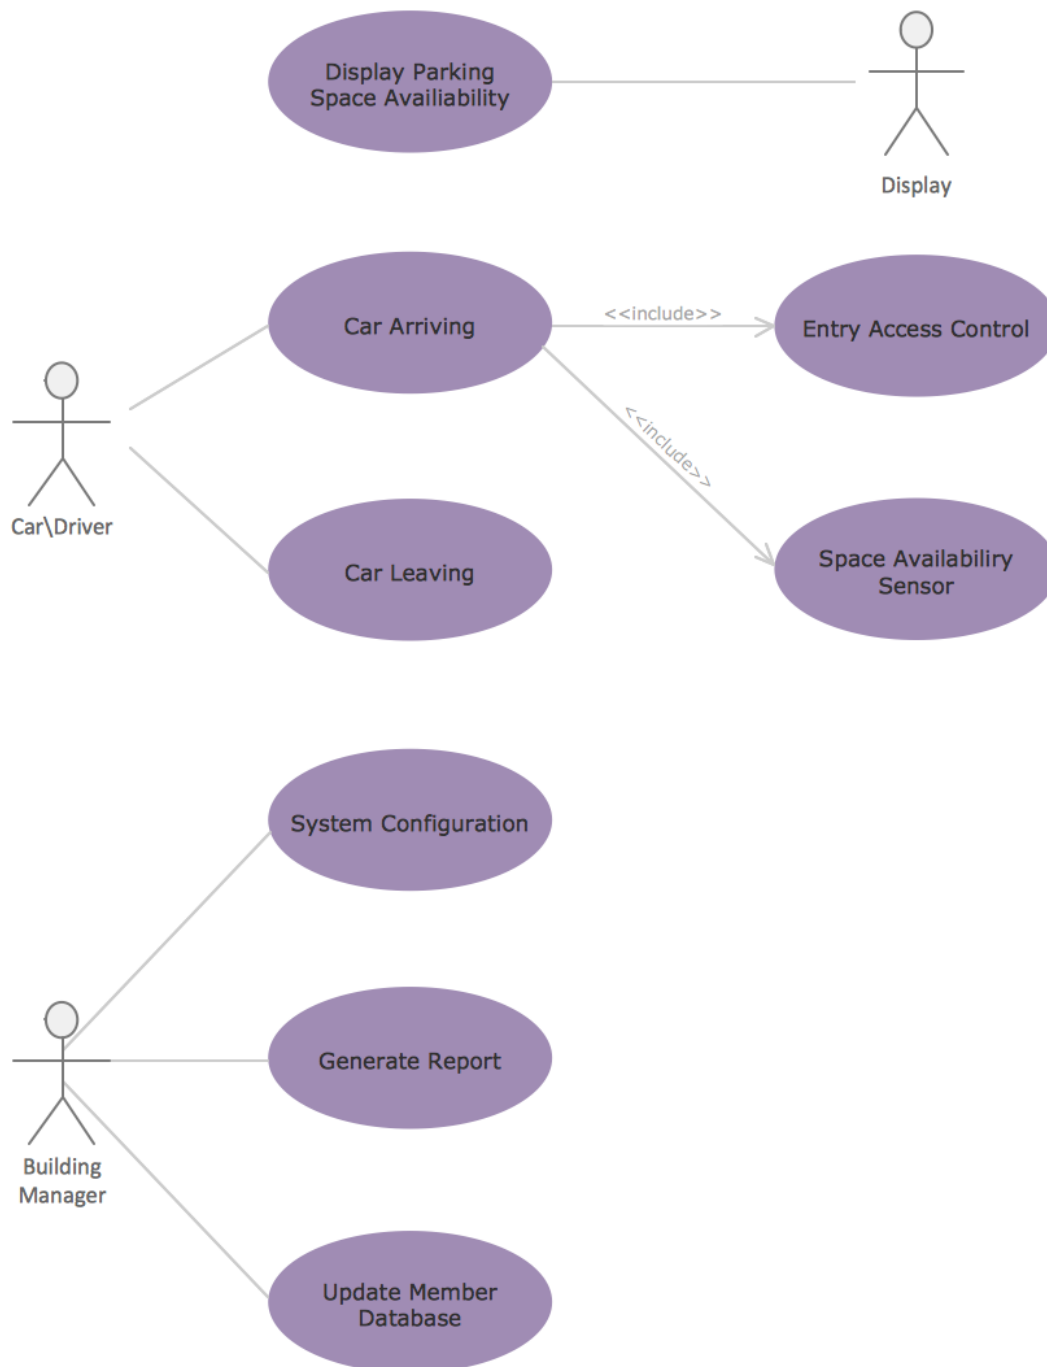 Display Parking
Space Availiability
Display
Car Arriving
<<include>>
Entry Access Control
<<include>>
Car\Driver
Car Leaving
Space Availabiliry
Sensor
System Configuration
Generate Report
Building
Manager
Update Member
Database